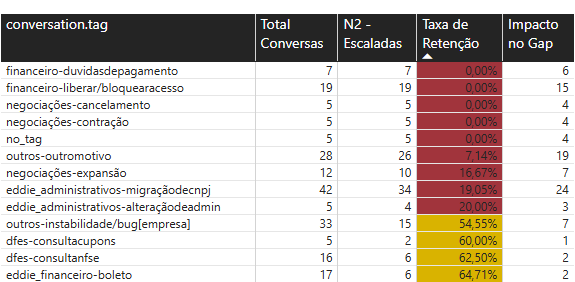 conversation.tag Total Conversas N2 - Escaladas Taxa de Retenção Impacto no Gap
financeiro-duvidasdepagamento 7 7 0,00% 6
financeiro-liberar/bloquearacesso 19 19 0,00% 15
negociações-cancelamento 5 5 0,00% 4
negociações-contração 5 5 0,00% 4
no_tag 5 5 0,00% 4
outros-outromotivo 28 26 7,14% 19
negociações-expansão 12 10 16,67% 7
eddie_administrativos-migraçãodecnpj 42 34 19,05% 24
eddie_administrativos-alteraçãodeadmin 5 4 20,00% 3
outros-instabilidade/bug[empresa] 33 15 54,55% 7
dfes-consultacupons 5 2 60,00% 1
dfes-consultanfse 16 6 62,50% 2
eddie_financeiro-boleto 17 6 64,71% 2